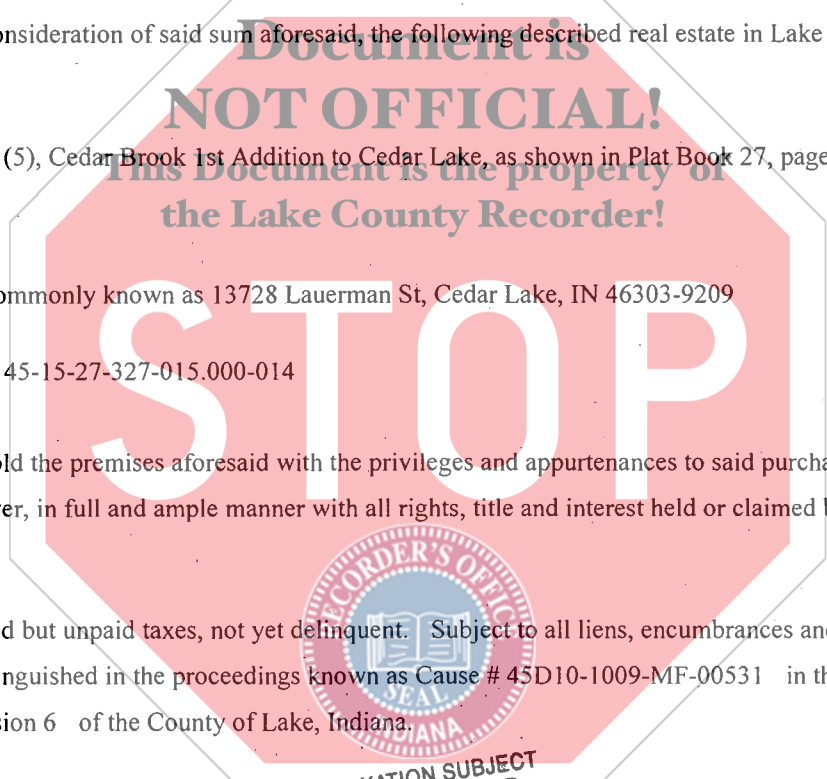 onsideration of said sum aforesaid, the following described real estate in Lake
Document is
NOT OFFICIAL!
(5), Cedar Brook 1st Addition to Cedar Lake, as shown in Plat Book 27, page
This Document is the property of
the Lake County Recorder!
ommonly known as 13728 Lauerman St, Cedar Lake, IN 46303-9209
STOP
45-15-27-327-015.000-014
ld the premises aforesaid with the privileges and appurtenances to said purcha
er, in full and ample manner with all rights, title and interest held or claimed
RECORDER'S OFFICE
d but unpaid taxes, not yet delinquent. Subject to all liens, encumbrances and
nguished in the proceedings known as Cause # 45D10-1009-MF-00531 in th
SEAL
sion 6 of the County of Lake, Indiana.
INDIANA
SUBJECT